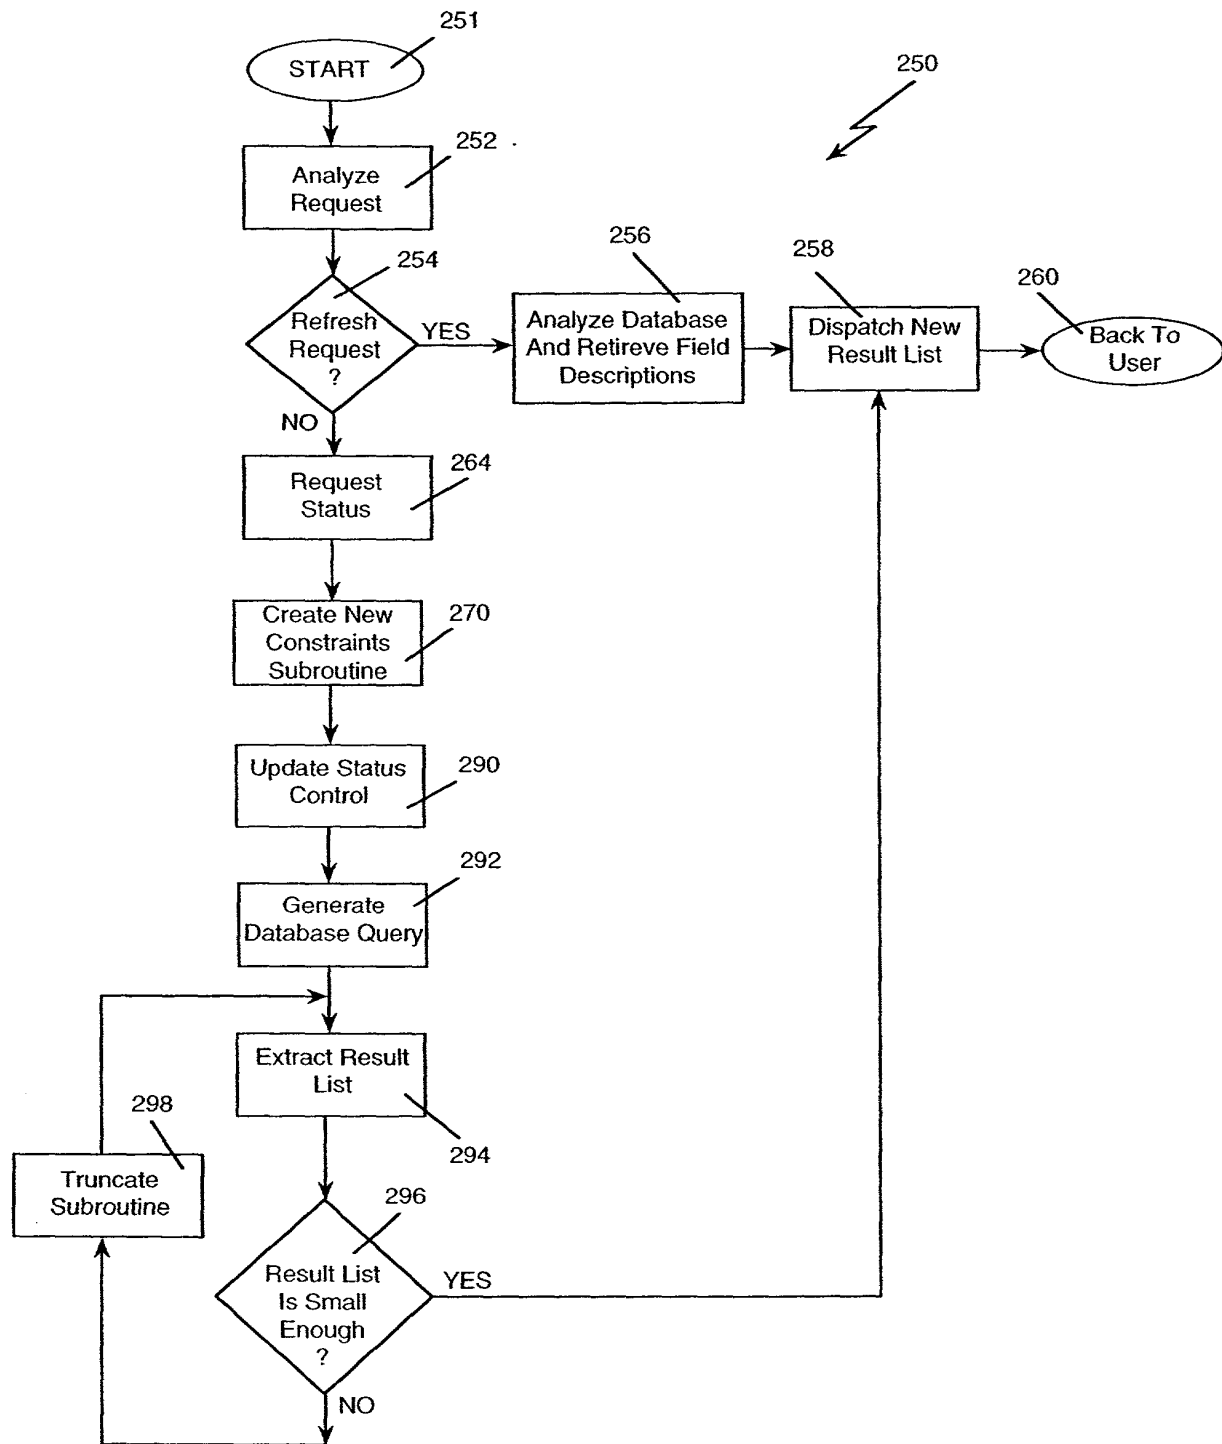 251
START
250
252
Analyze
Request
254
Refresh
Request
?
YES
NO
256
Analyze Database
And Retireve Field
Descriptions
258
Dispatch New
Result List
260
Back To
User
264
Request
Status
270
Create New
Constraints
Subroutine
290
Update Status
Control
292
Generate
Database Query
Extract Result
List
294
298
Truncate
Subroutine
296
Result List
Is Small
Enough
?
YES
NO